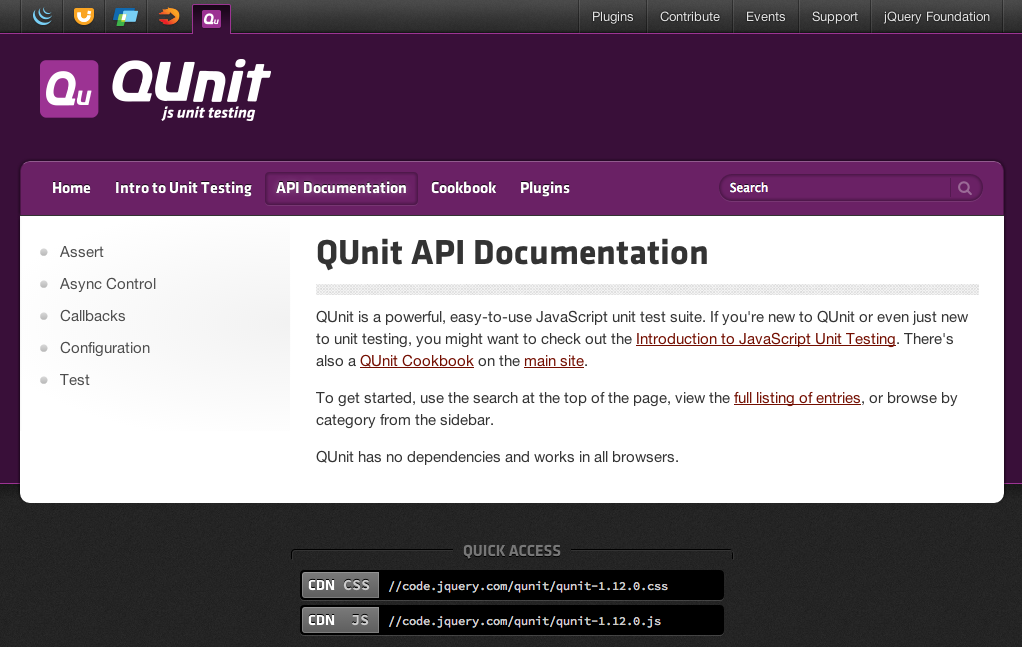 Qu
Plugins
Contribute
Events
Support
jQuery Foundation
Qu
QUnit
js unit testing
Home
Intro to Unit Testing
API Documentation
Cookbook
Plugins
Search
Assert
Async Control
Callbacks
Configuration
Test
QUnit API Documentation
QUnit is a powerful, easy-to-use JavaScript unit test suite. If you're new to QUnit or even just new
to unit testing, you might want to check out the Introduction to JavaScript Unit Testing. There's
also a QUnit Cookbook on the main site.
To get started, use the search at the top of the page, view the full listing of entries, or browse by
category from the sidebar.
QUnit has no dependencies and works in all browsers.
QUICK ACCESS
CDN CSS //code.jquery.com/qunit/qunit-1.12.0.css
CDN JS //code.jquery.com/qunit/qunit-1.12.0.js